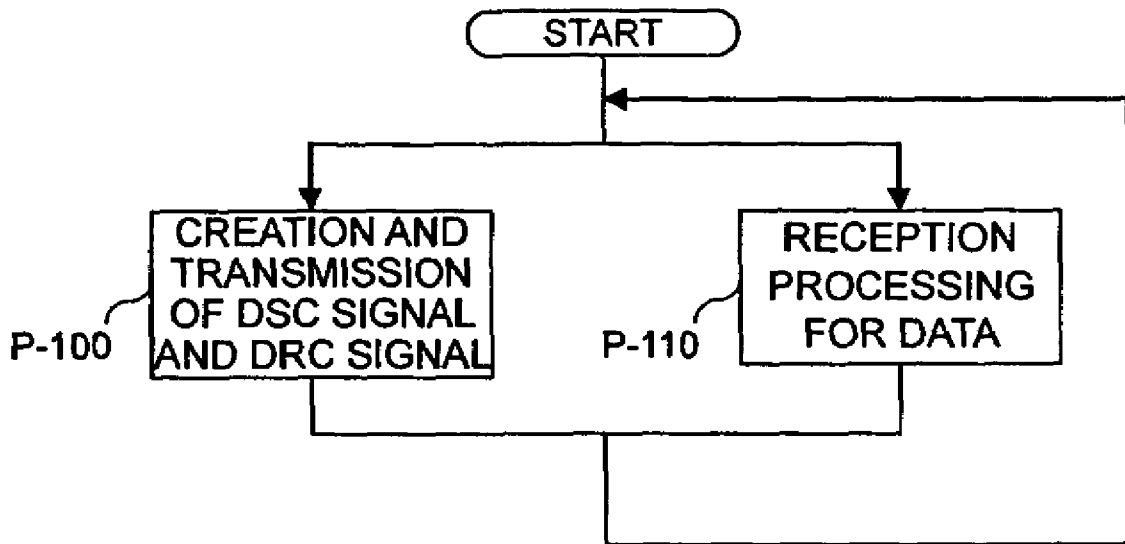 START
CREATION AND
TRANSMISSION
OF DSC SIGNAL
AND DRC SIGNAL
P-100
RECEPTION
PROCESSING
FOR DATA
P-110